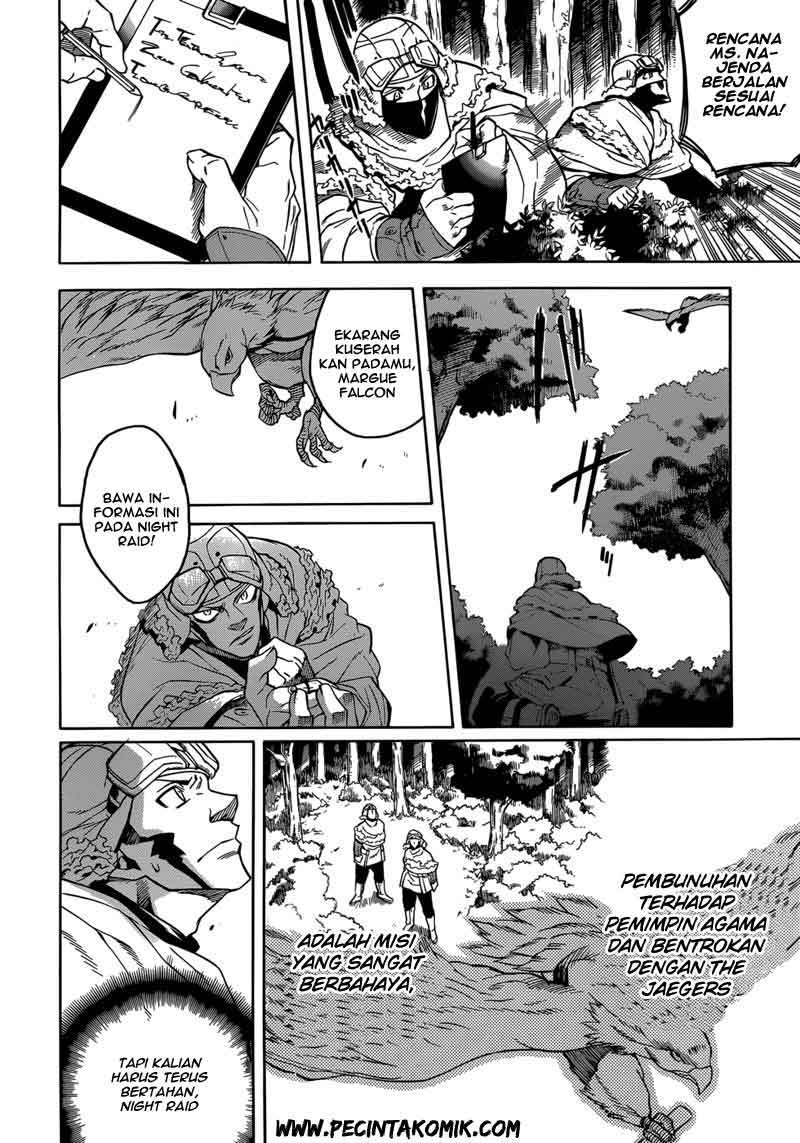 RENCANA
MS. NA-
JENDA
BERJALAN
SESUAI
RENCANA!
EKARANG
KUSERAH
KAN PADAMU,
MARGUE
FALCON
BAWA IN-
FORMASI INI
PADA NIGHT
RAID!
PEMBUNUHAN
TERHADAP
PEMIMPIN AGAMA
DAN BENTROKAN
DENGAN THE
JAEGERS
ADALAH MISI
YANG SANGAT
BERBAHAYA,
TAPI KALIAN
HARUS TERUS
BERTAHAN,
NIGHT RAID
WWW.PECINTAKOMIK.COM